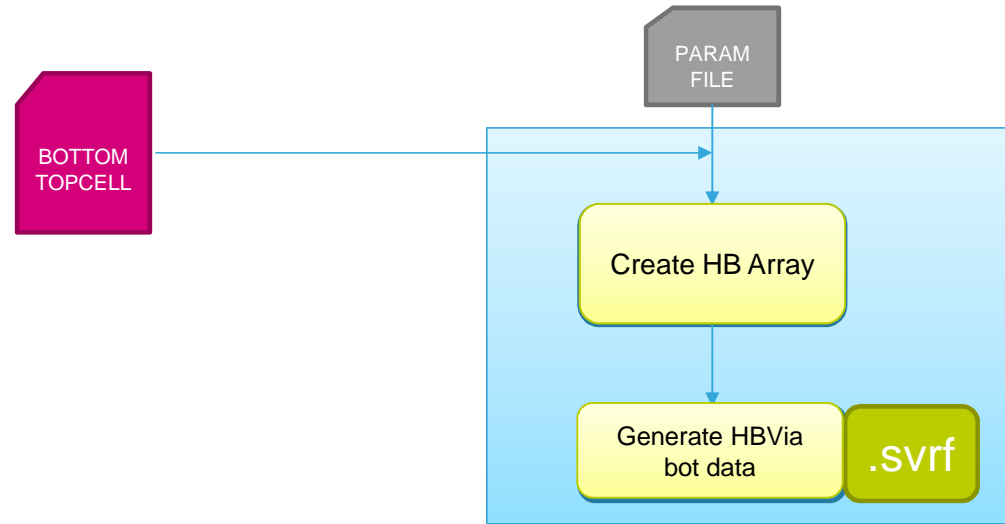 PARAM
FILE
BOTTOM
TOPCELL
Create HB Array
Generate HBVia
bot data
.svrf